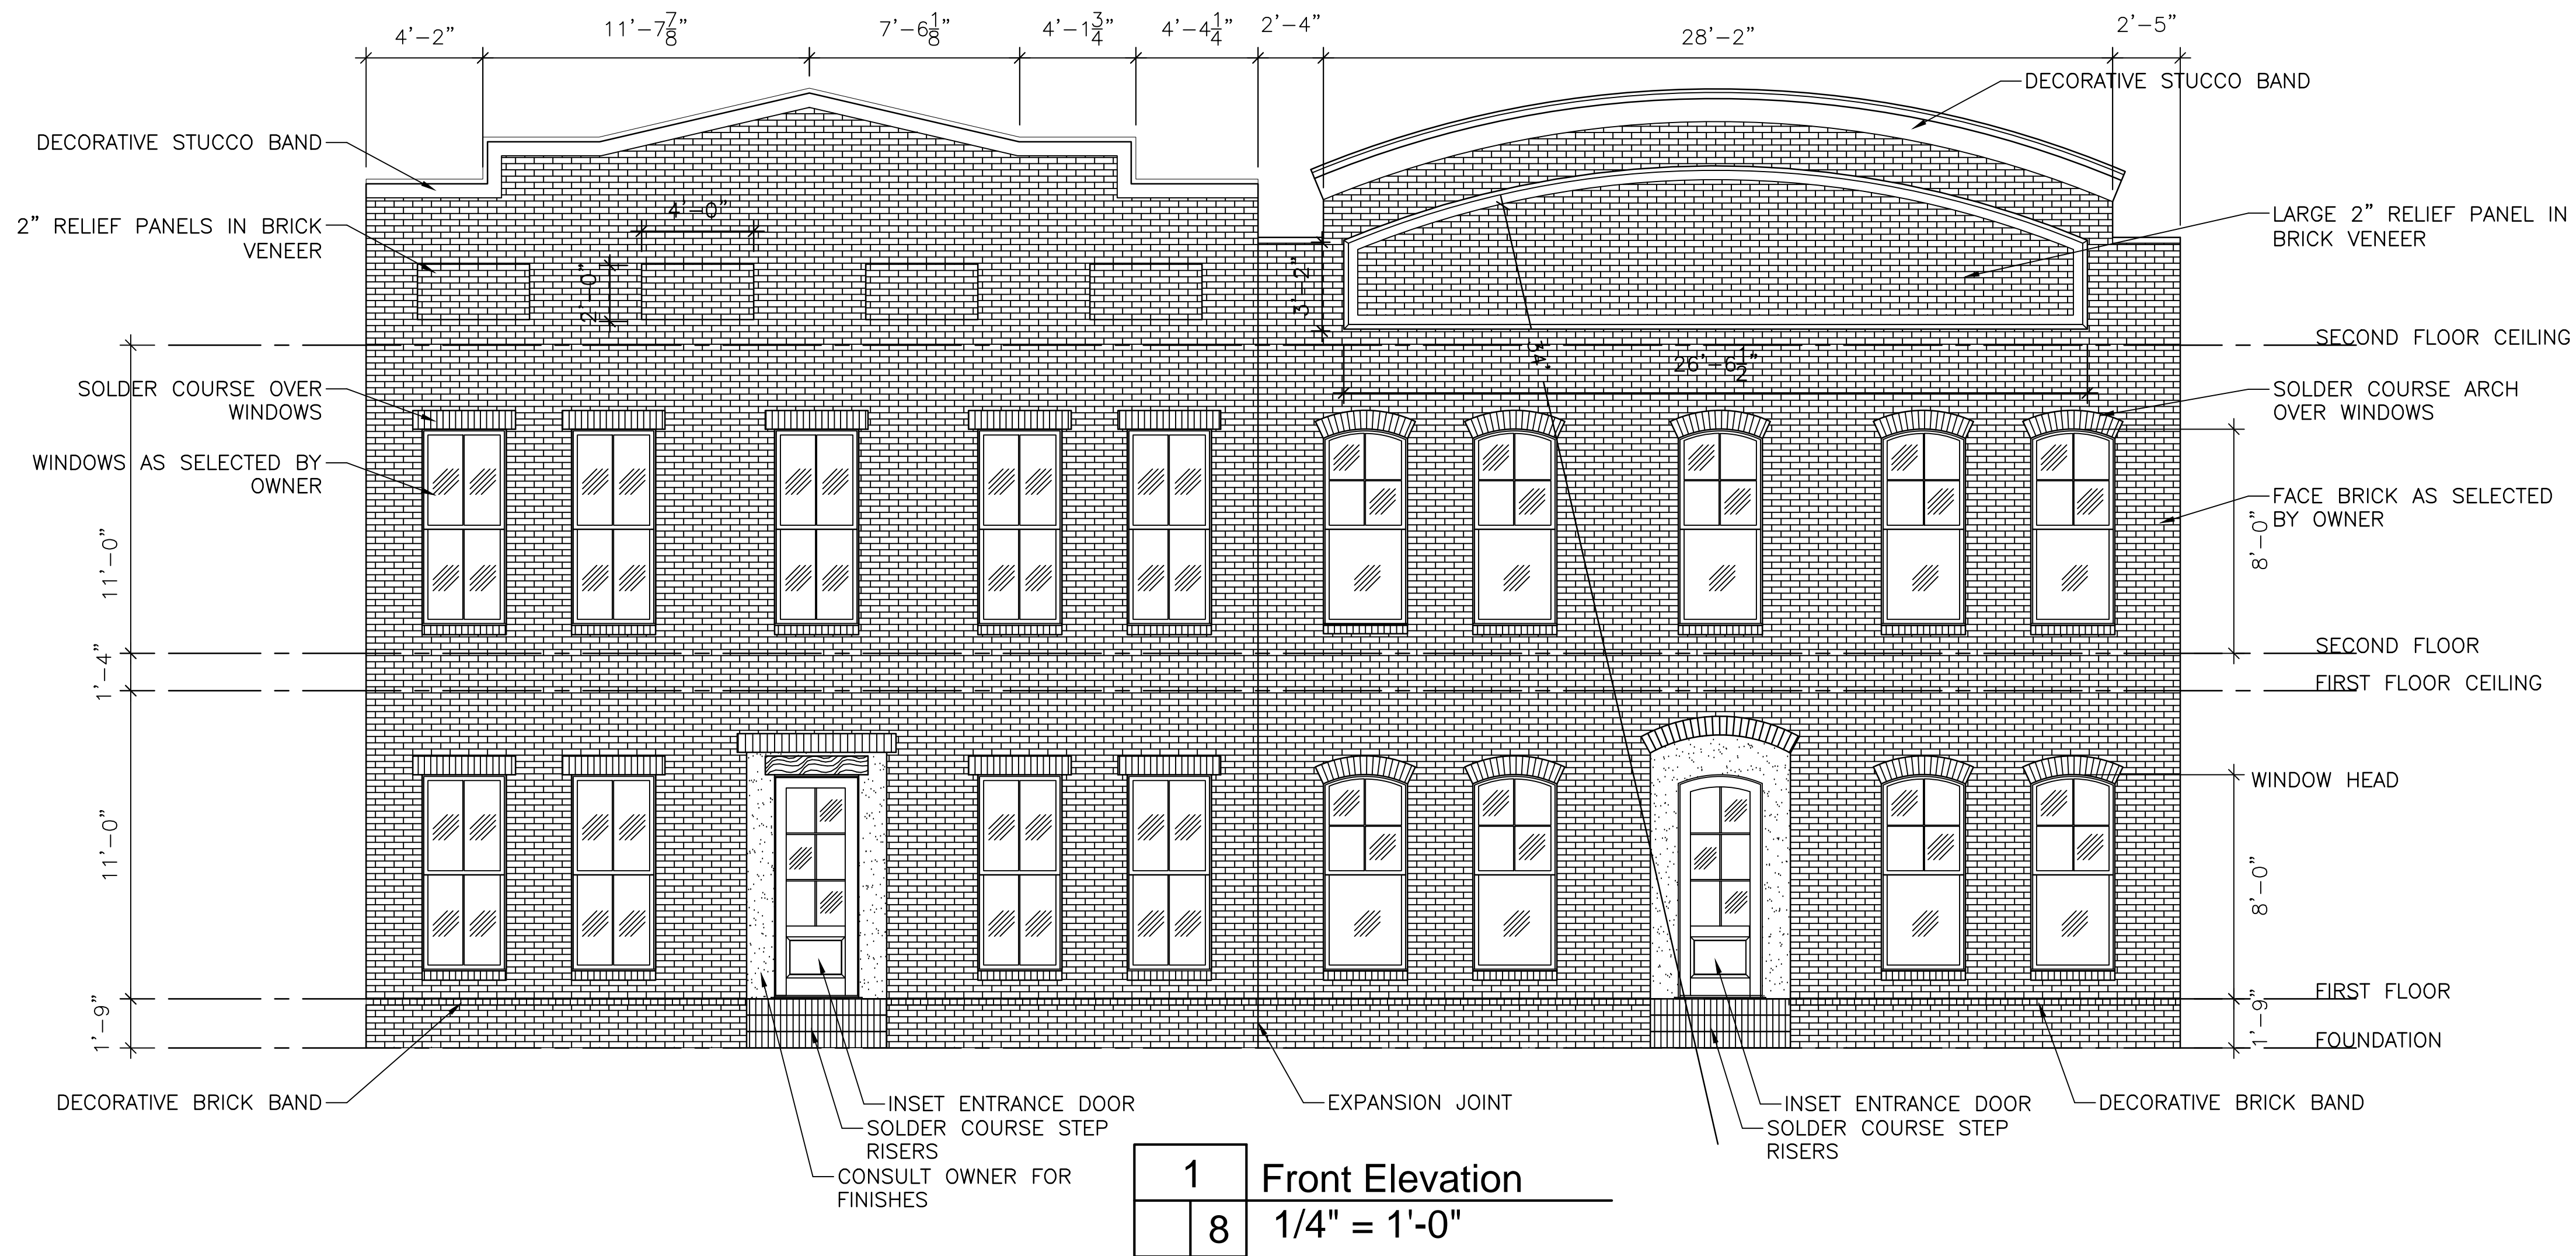 4'-2" 11'-7 7/8" 7'-6 1/8" 4'-1 3/4" 4'-4 1/4" 2'-4" 28'-2" 2'-5"
DECORATIVE STUCCO BAND
DECORATIVE STUCCO BAND
2" RELIEF PANELS IN BRICK
VENEER
4'-0"
2'-0"
3'-2"
LARGE 2" RELIEF PANEL IN
BRICK VENEER
SECOND FLOOR CEILING
34'
26'-6 1/2"
SOLDER COURSE OVER
WINDOWS
SOLDER COURSE ARCH
OVER WINDOWS
WINDOWS AS SELECTED BY
OWNER
FACE BRICK AS SELECTED
BY OWNER
11'-0"
8'-0"
SECOND FLOOR
1'-4"
FIRST FLOOR CEILING
WINDOW HEAD
11'-0"
8'-0"
FIRST FLOOR
1'-9"
1'-9"
FOUNDATION
DECORATIVE BRICK BAND
INSET ENTRANCE DOOR
SOLDER COURSE STEP
RISERS
CONSULT OWNER FOR
FINISHES
EXPANSION JOINT
INSET ENTRANCE DOOR
SOLDER COURSE STEP
RISERS
DECORATIVE BRICK BAND
1 Front Elevation
8 1/4" = 1'-0"